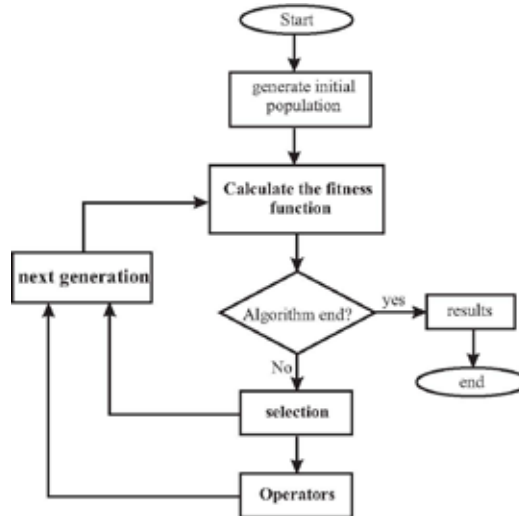 Start
generate initial
population
Calculate the fitness
function
next generation
Algorithm end?
yes
results
end
No
selection
Operators